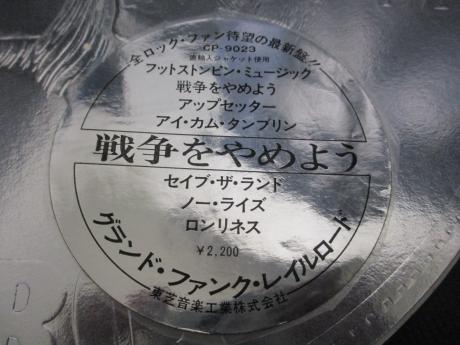 全ロック・ファン待望の最新盤!!
CP-9023
直輸入ジャケット使用
フットストンピン・ミュージック
戦争をやめよう
アップセッター
アイ・カム・タンブリン
戦争をやめよう
セイブ・ザ・ランド
ノー・ライズ
ロンリネス
¥2,200
グランド・ファンク・レイルロード
東芝音楽工業株式会社